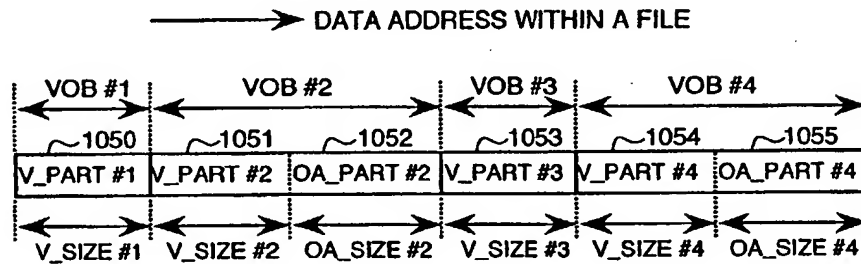 DATA ADDRESS WITHIN A FILE
VOB #1 VOB #2 VOB #3 VOB #4
1050 1051 1052 1053 1054 1055
V_PART #1 V_PART #2 OA_PART #2 V_PART #3 V_PART #4 OA_PART #4
V_SIZE #1 V_SIZE #2 OA_SIZE #2 V_SIZE #3 V_SIZE #4 OA_SIZE #4